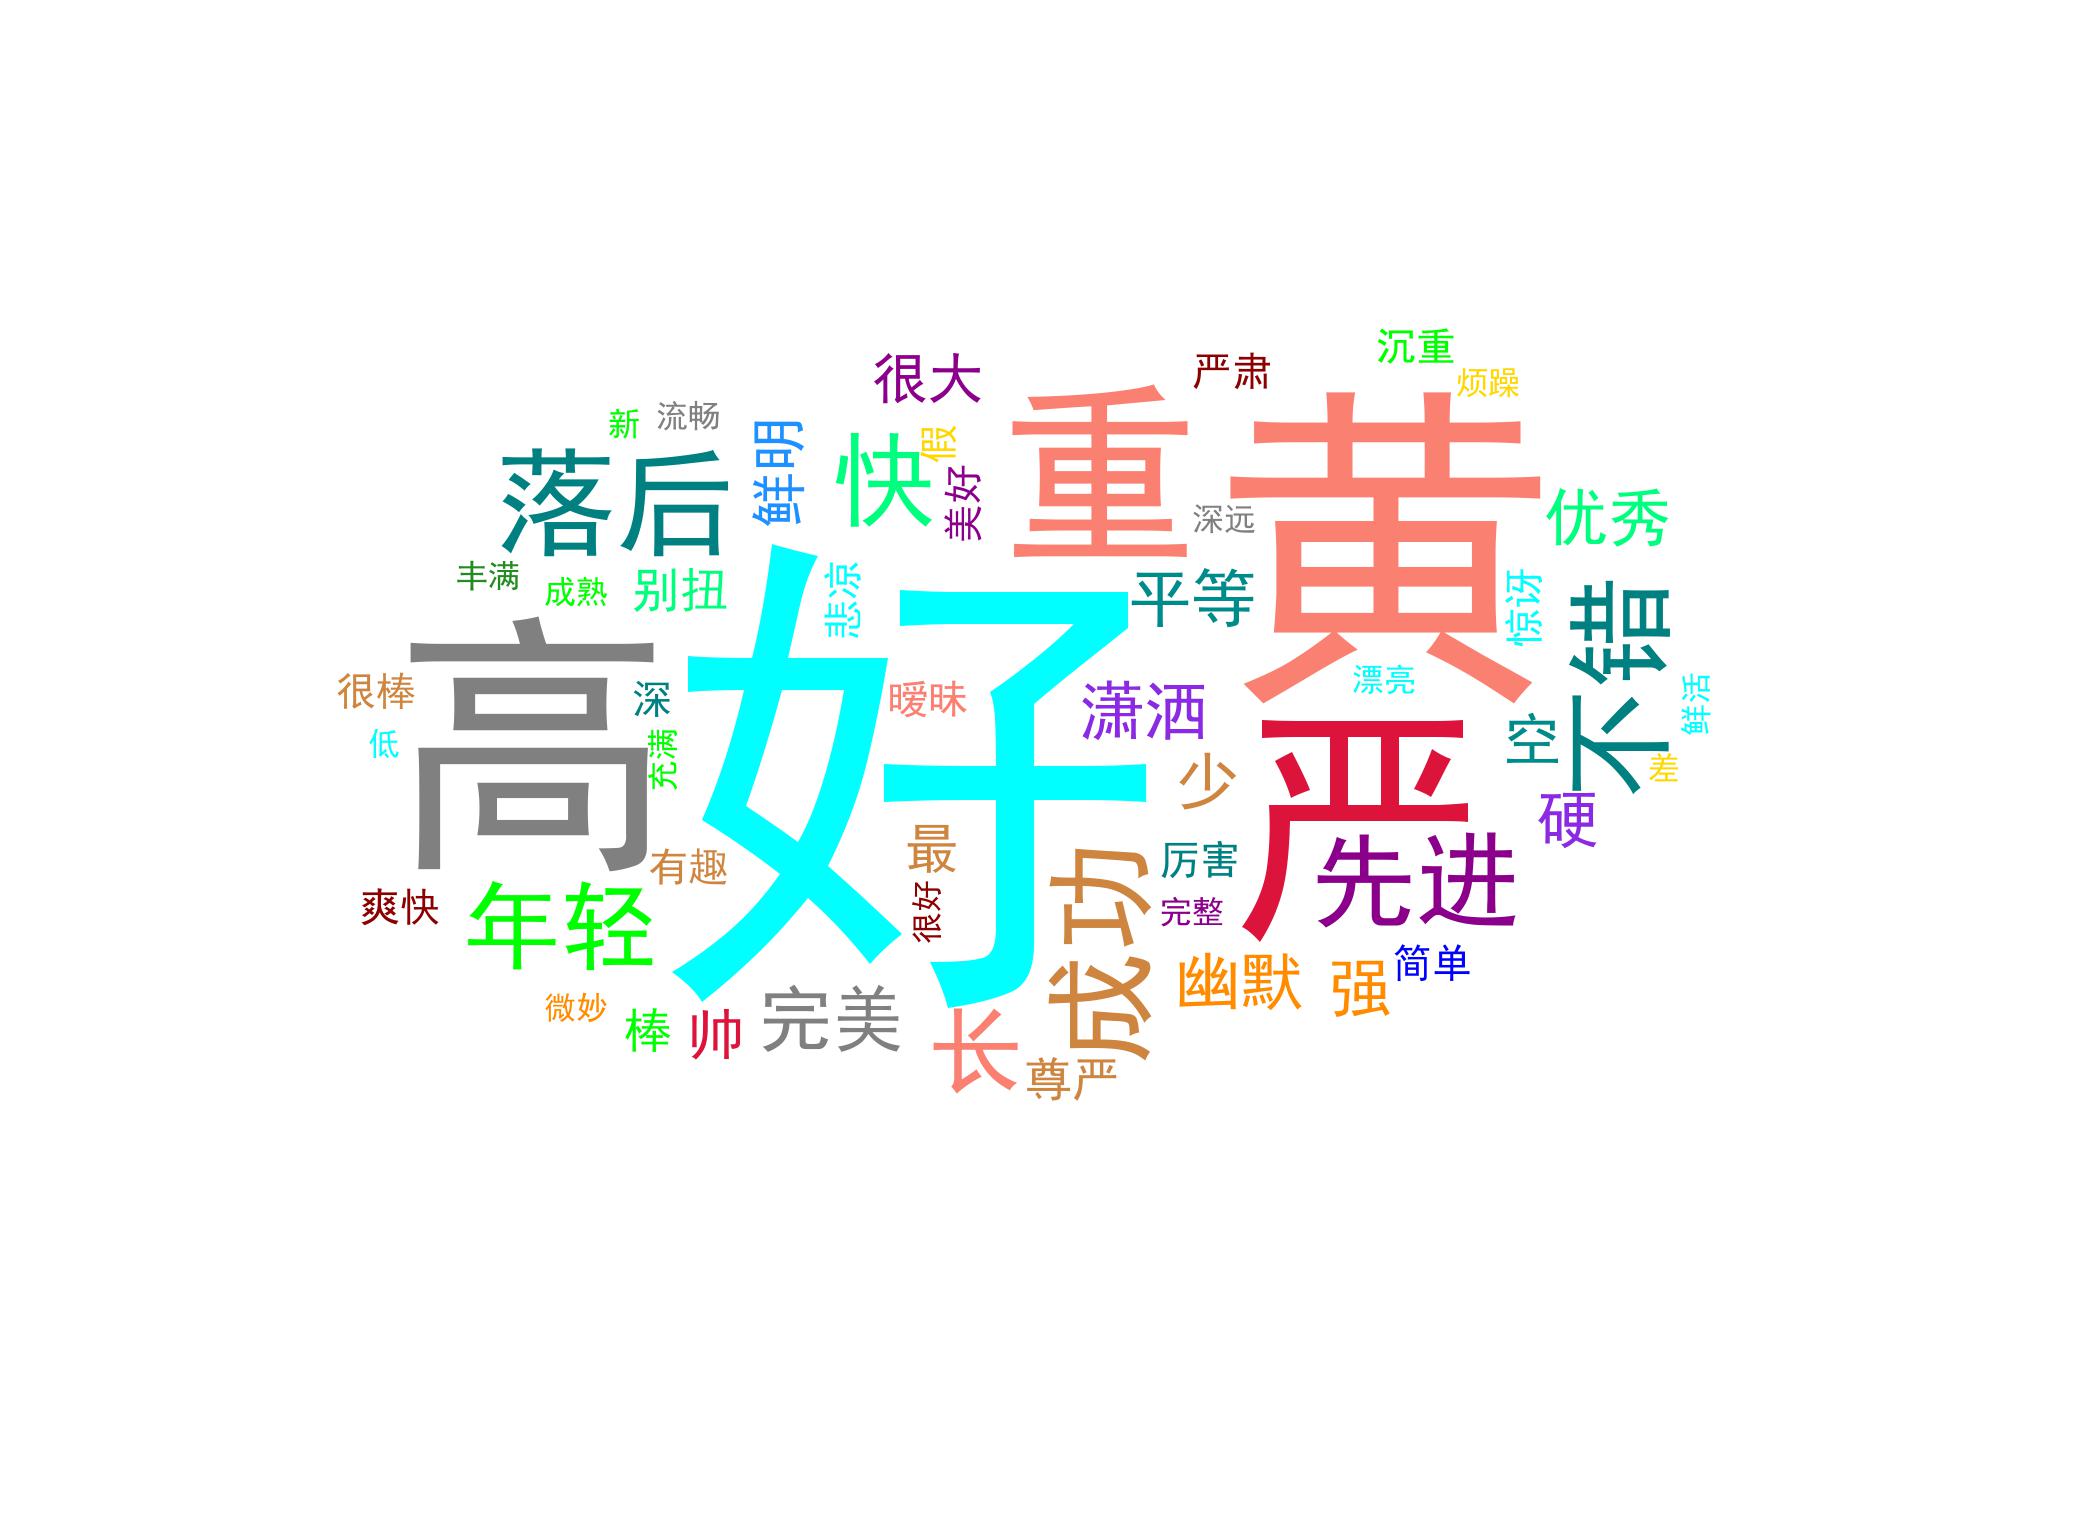 沉重
严肃
很大
烦躁
新
流畅
鲜明
快
假
重
黄
落后
美好
深远
优秀
丰满
成熟
别扭
悲凉
平等
惊讶
不错
高
好
很棒
深
暧昧
潇洒
漂亮
鲜活
低
充满
少
严
空
差
硬
有趣
最
成功
厉害
先进
爽快
年轻
很好
完整
幽默
强
简单
微妙
棒
帅
完美
长
尊严